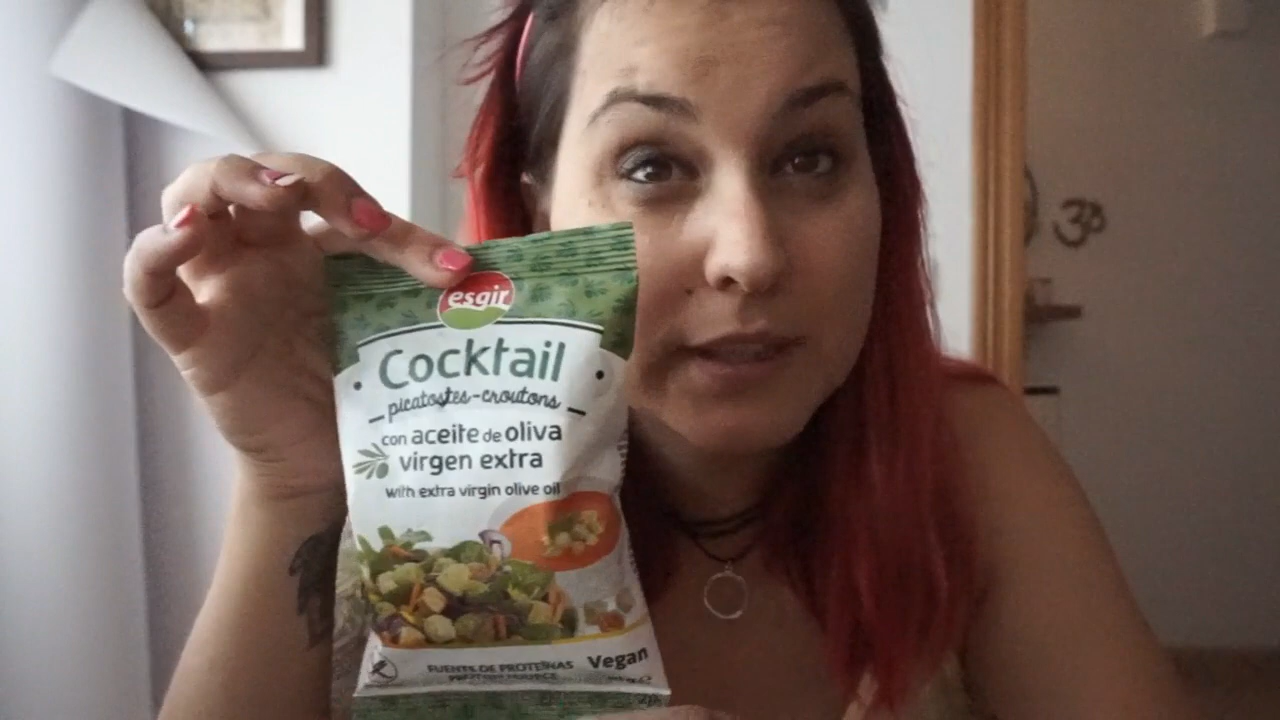 esgir
Cocktail
picatostes-croutons
con aceite de oliva
virgen extra
with extra virgin olive oil
FUENTE DE PROTEÍNAS
Vegan
ॐ